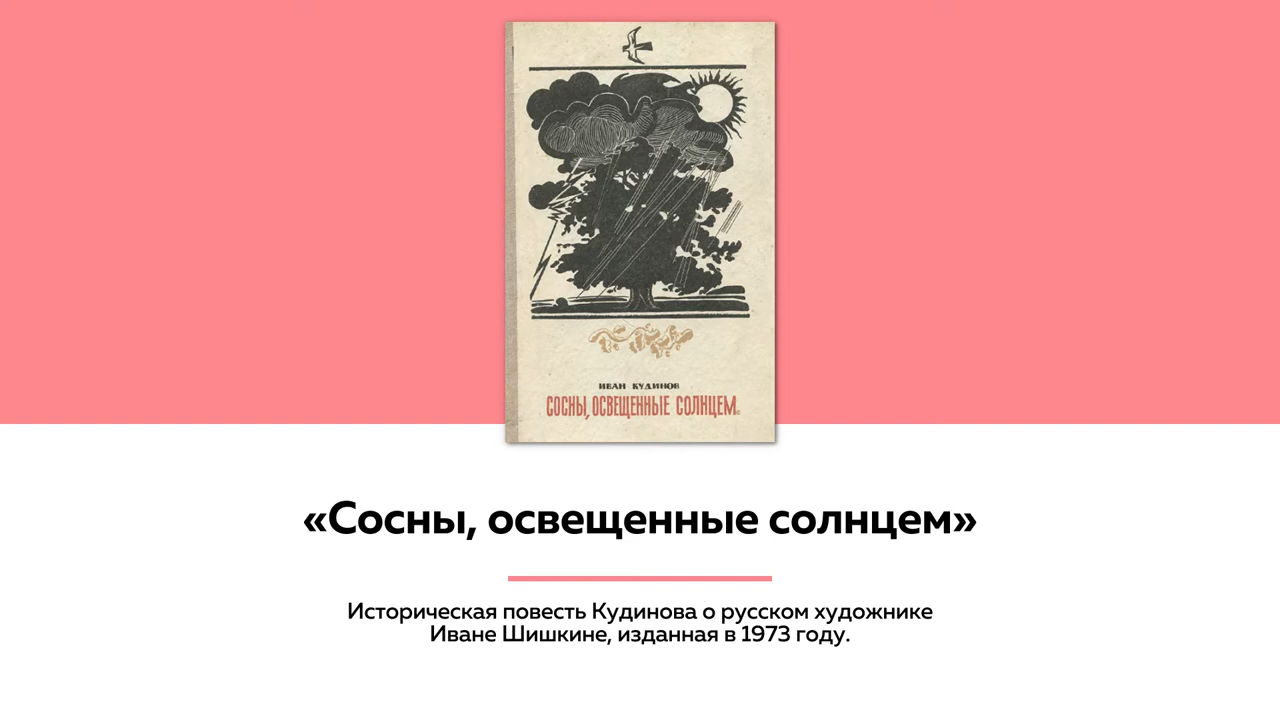 ИВАН КУДИНОВ
СОСНЫ, ОСВЕЩЕННЫЕ СОЛНЦЕМ
«Сосны, освещенные солнцем»
Историческая повесть Кудинова о русском художнике
Иване Шишкине, изданная в 1973 году.